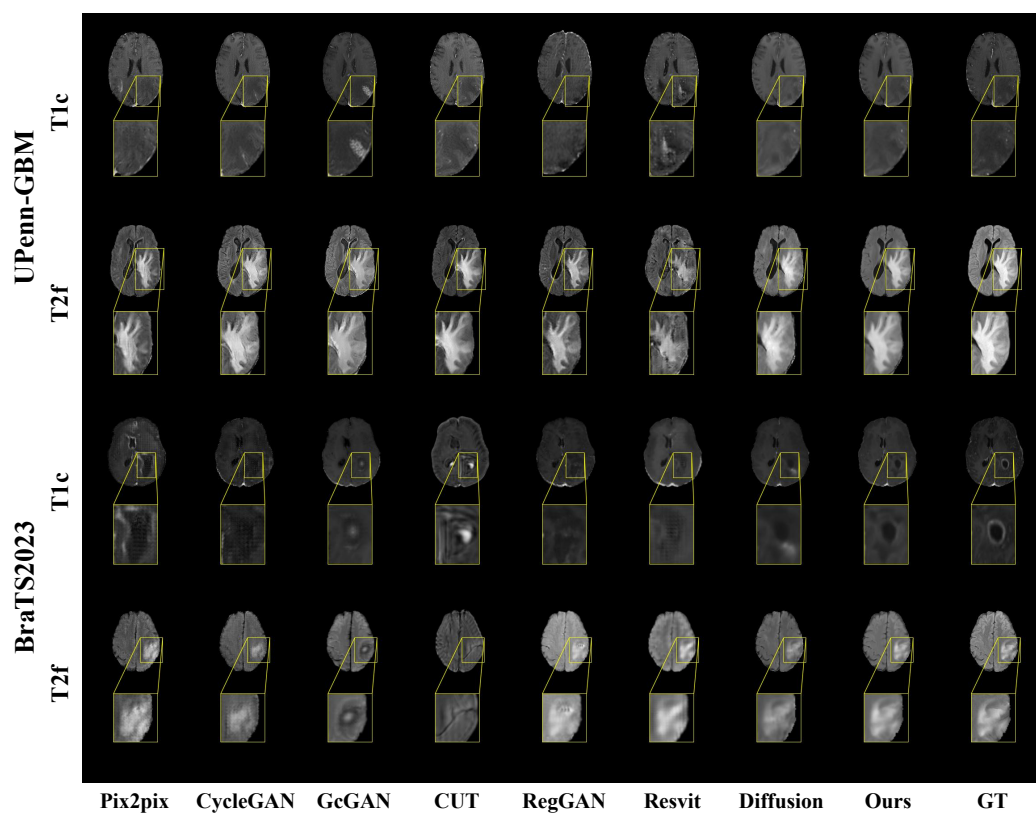 UPenn-GBM
T1c
T2f
BraTS2023
T1c
T2f
Pix2pix CycleGAN GcGAN CUT RegGAN Resvit Diffusion Ours GT